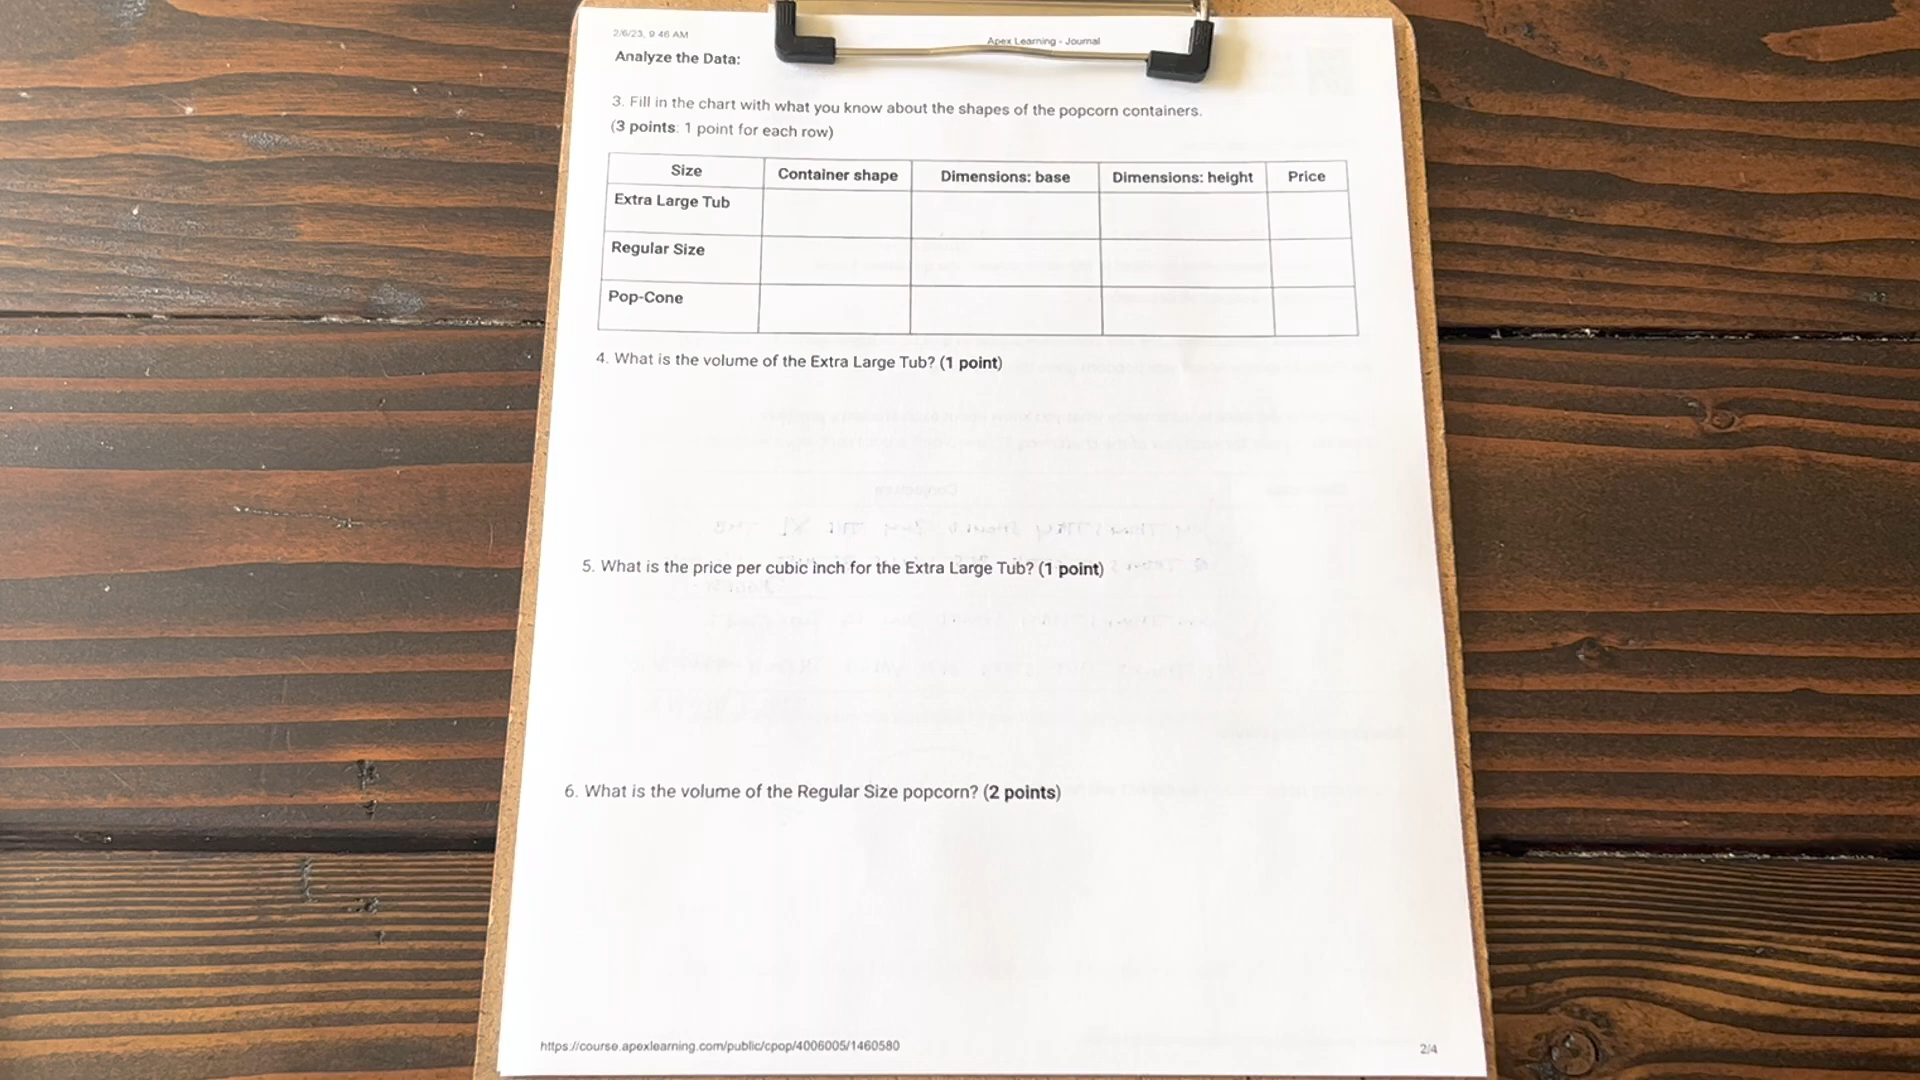 2/6/23, 9:46 AM
Apex Learning - Journal
Analyze the Data:
3. Fill in the chart with what you know about the shapes of the popcorn containers.
(3 points: 1 point for each row)
Size Container shape Dimensions: base Dimensions: height Price
Extra Large Tub
Regular Size
Pop-Cone
4. What is the volume of the Extra Large Tub? (1 point)
5. What is the price per cubic inch for the Extra Large Tub? (1 point)
6. What is the volume of the Regular Size popcorn? (2 points)
https://course.apexlearning.com/public/cpop/4006005/1460580
2/4